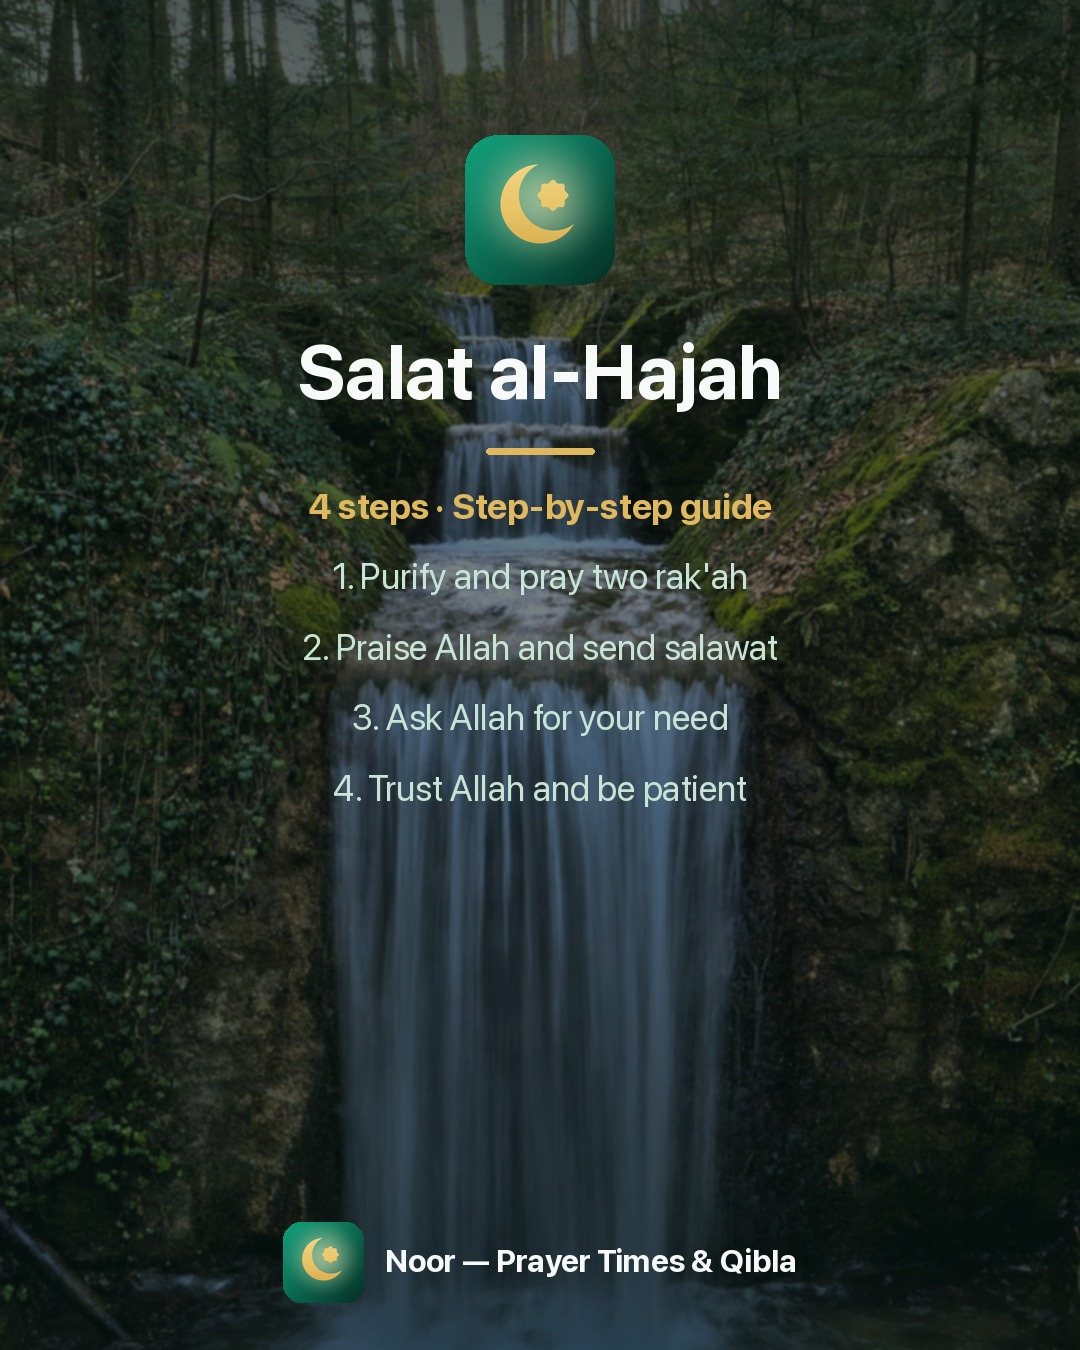 Salat al-Hajah
4 steps · Step-by-step guide
1. Purify and pray two rak'ah
2. Praise Allah and send salawat
3. Ask Allah for your need
4. Trust Allah and be patient
Noor — Prayer Times & Qibla